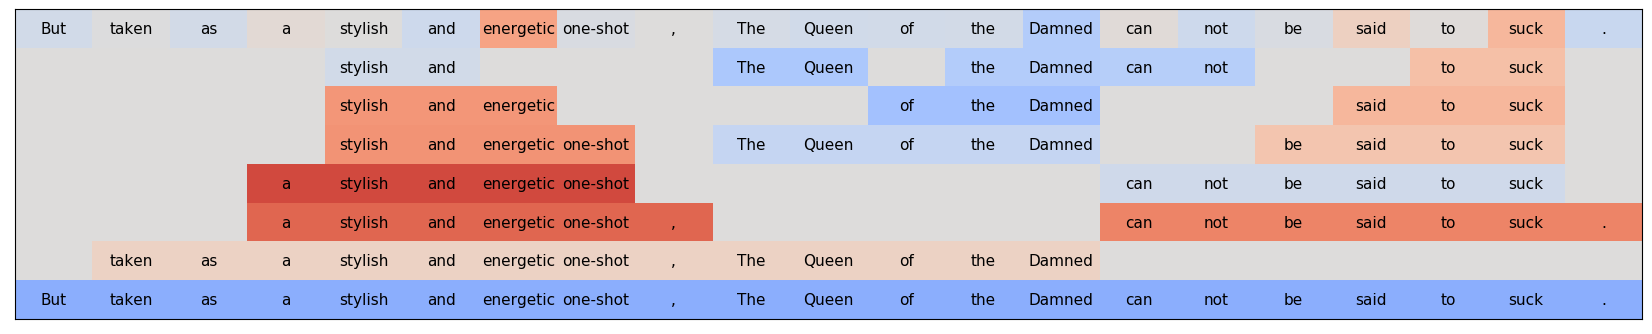 But taken as a stylish and energetic one-shot , The Queen of the Damned can not be said to suck .
stylish and The Queen the Damned can not to suck
stylish and energetic of the Damned said to suck
stylish and energetic one-shot The Queen of the Damned be said to suck
a stylish and energetic one-shot can not be said to suck
a stylish and energetic one-shot , can not be said to suck .
taken as a stylish and energetic one-shot , The Queen of the Damned
But taken as a stylish and energetic one-shot , The Queen of the Damned can not be said to suck .